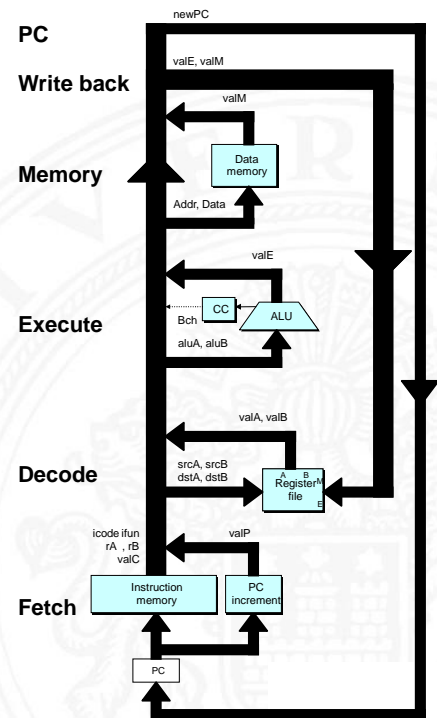 newPC
PC
valE, valM
Write back
valM
Data
memory
Memory
Addr, Data
valE
CC
ALU
Execute
Bch
aluA, aluB
valA, valB
A B
srcA, srcB
dstA, dstB
Register
file
M
E
Decode
icode ifun
rA , rB
valC
valP
Instruction
memory
PC
increment
Fetch
PC